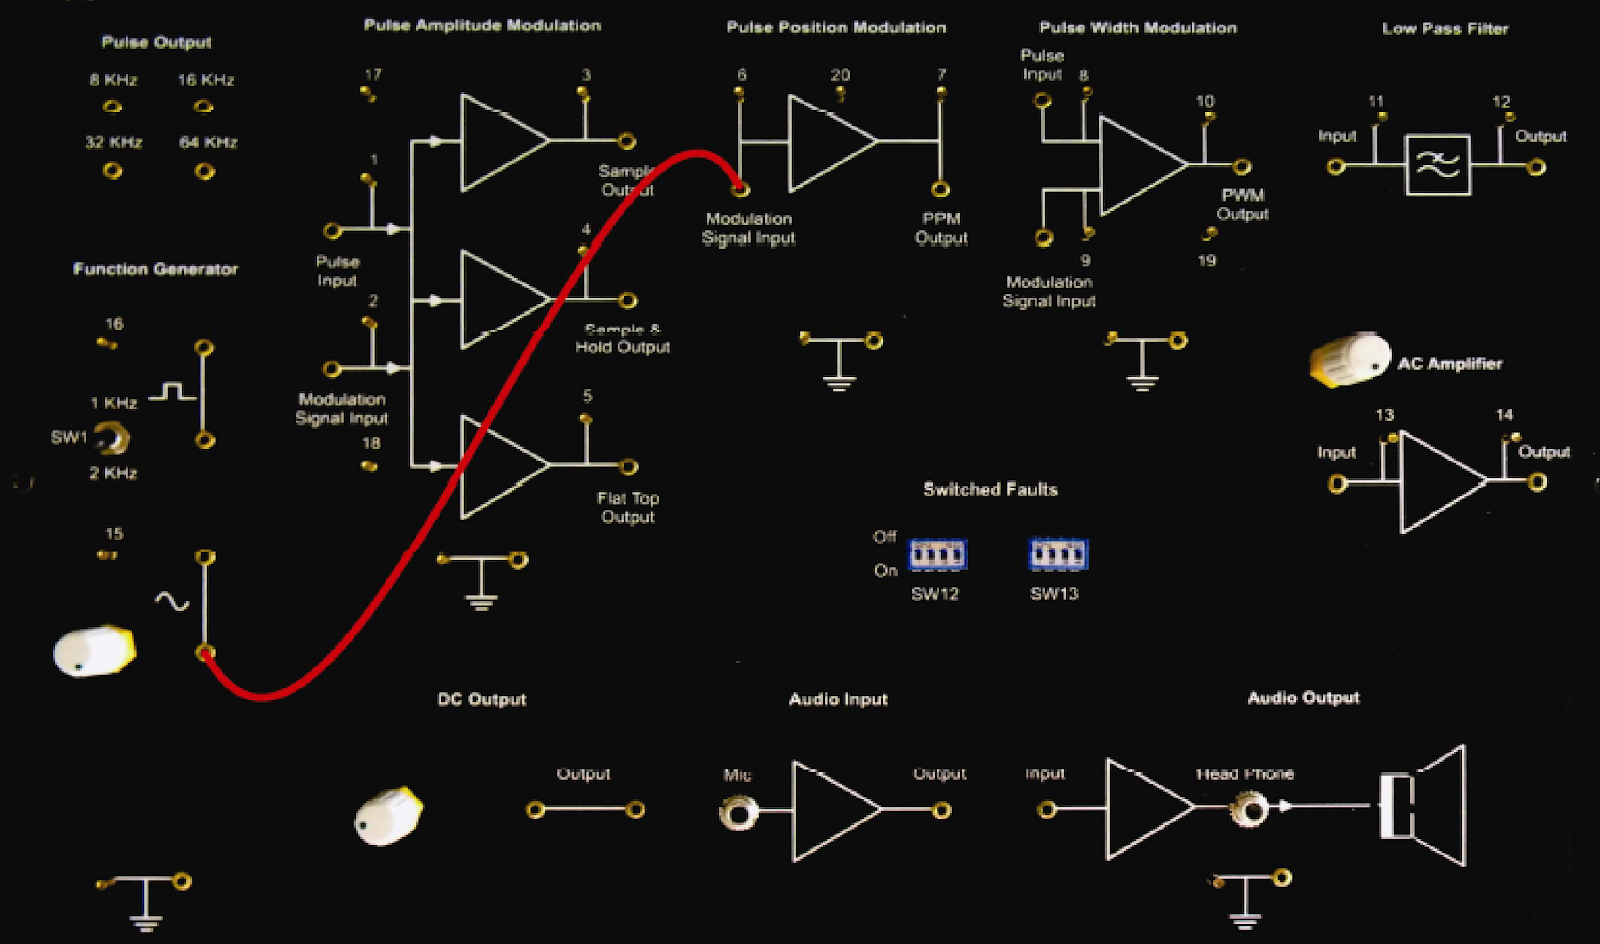 Pulse Output
8 KHz
16 KHz
32 KHz
64 KHz
Function Generator
16
1 KHz
SW1
2 KHz
15
Pulse Amplitude Modulation
17
3
1
Sample
Output
Pulse
Input
4
2
Sample &
Hold Output
Modulation
Signal Input
5
18
Flat Top
Output
Pulse Position Modulation
6
20
7
Modulation
Signal Input
PPM
Output
Pulse Width Modulation
Pulse
Input
8
10
PWM
Output
9
19
Modulation
Signal Input
Low Pass Filter
11
12
Input
Output
AC Amplifier
13
14
Input
Output
Switched Faults
Off
On
SW12
SW13
DC Output
Output
Audio Input
Mic
Output
Audio Output
Input
Head Phone